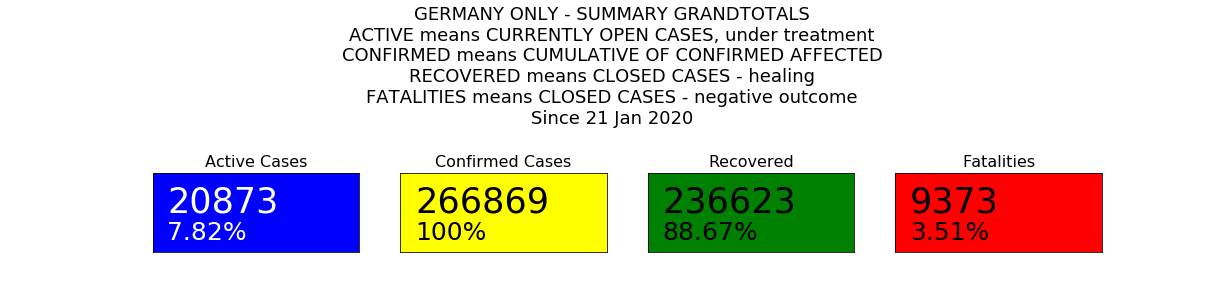 GERMANY ONLY - SUMMARY GRANDTOTALS
ACTIVE means CURRENTLY OPEN CASES, under treatment
CONFIRMED means CUMULATIVE OF CONFIRMED AFFECTED
RECOVERED means CLOSED CASES - healing
FATALITIES means CLOSED CASES - negative outcome
Since 21 Jan 2020
Active Cases
20873
7.82%
Confirmed Cases
266869
100%
Recovered
236623
88.67%
Fatalities
9373
3.51%